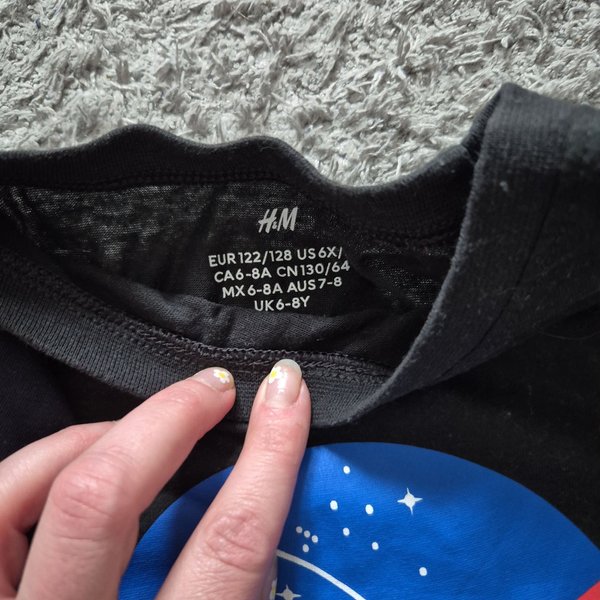 H&M
EUR 122/128 US 6X/
CA 6-8A CN 130/64
MX 6-8A AUS 7-8
UK 6-8Y